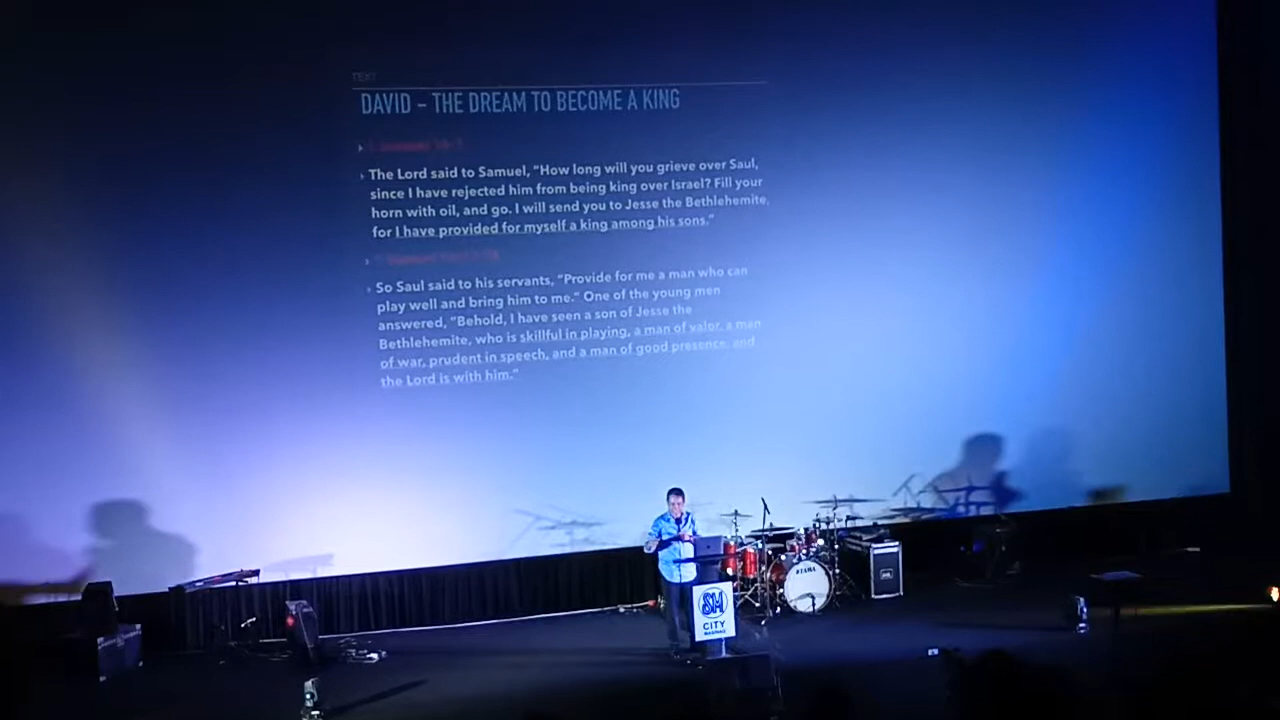 TEXT
DAVID – THE DREAM TO BECOME A KING
The Lord said to Samuel, “How long will you grieve over Saul,
since I have rejected him from being king over Israel? Fill your
horn with oil, and go. I will send you to Jesse the Bethlehemite,
for I have provided for myself a king among his sons.”
So Saul said to his servants, “Provide for me a man who can
play well and bring him to me.” One of the young men
answered, “Behold, I have seen a son of Jesse the
Bethlehemite, who is skillful in playing, a man of valor, a man
of war, prudent in speech, and a man of good presence, and
the Lord is with him.”
TAMA
SM
CITY